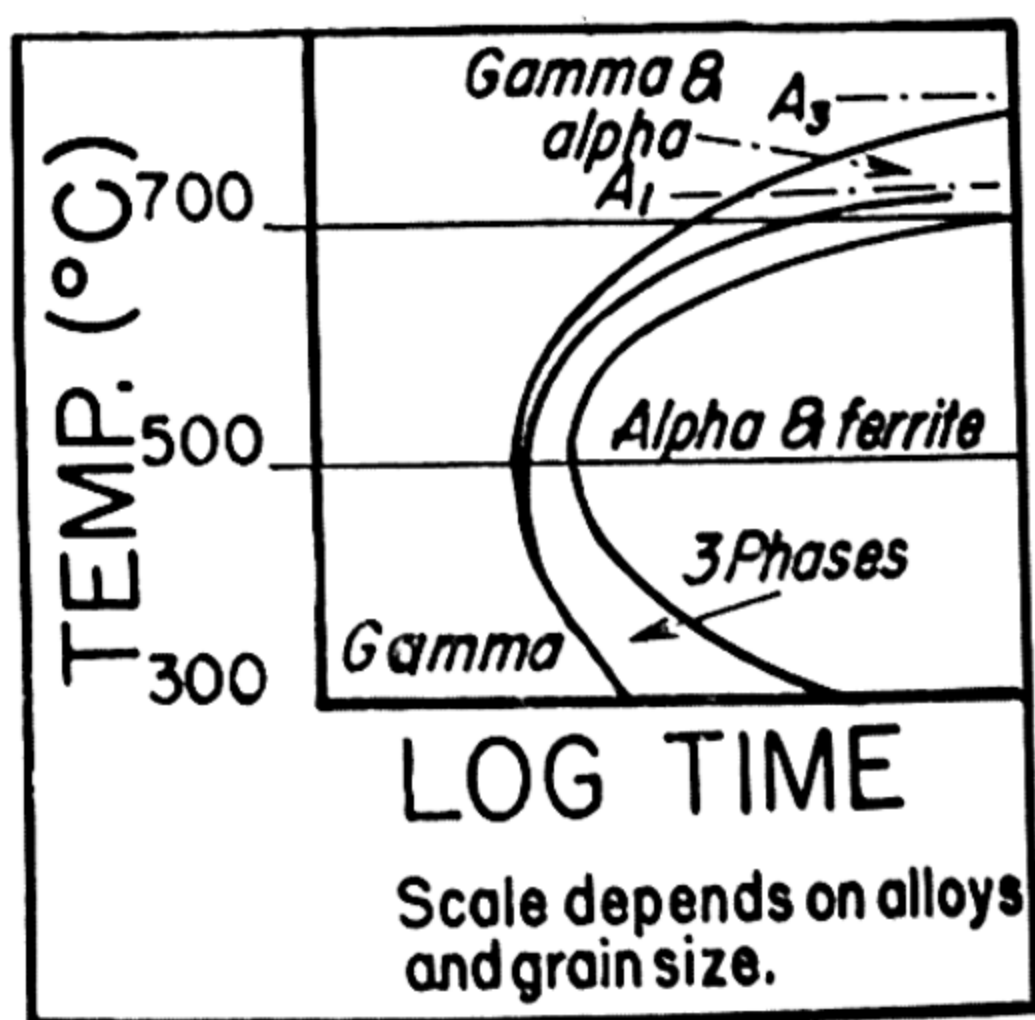 Gamma &
alpha
A3
A1
TEMP. (°C)
700
500
300
Alpha & ferrite
3 Phases
Gamma
LOG TIME
Scale depends on alloys
and grain size.